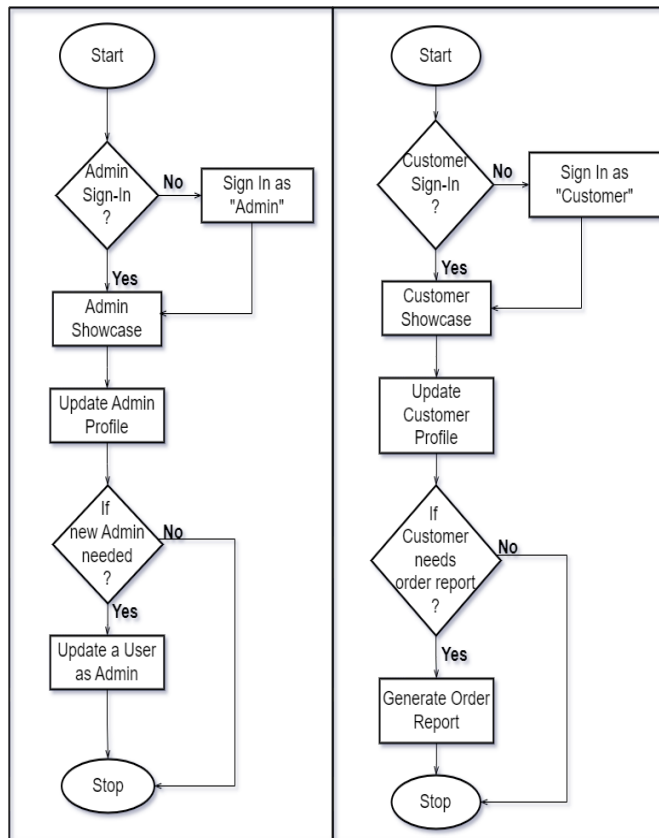 Start
Admin
Sign-In
?
No
Sign In as
"Admin"
Yes
Admin
Showcase
Update Admin
Profile
If
new Admin
needed
?
No
Yes
Update a User
as Admin
Stop
Start
Customer
Sign-In
?
No
Sign In as
"Customer"
Yes
Customer
Showcase
Update
Customer
Profile
If
Customer
needs
order report
?
No
Yes
Generate Order
Report
Stop